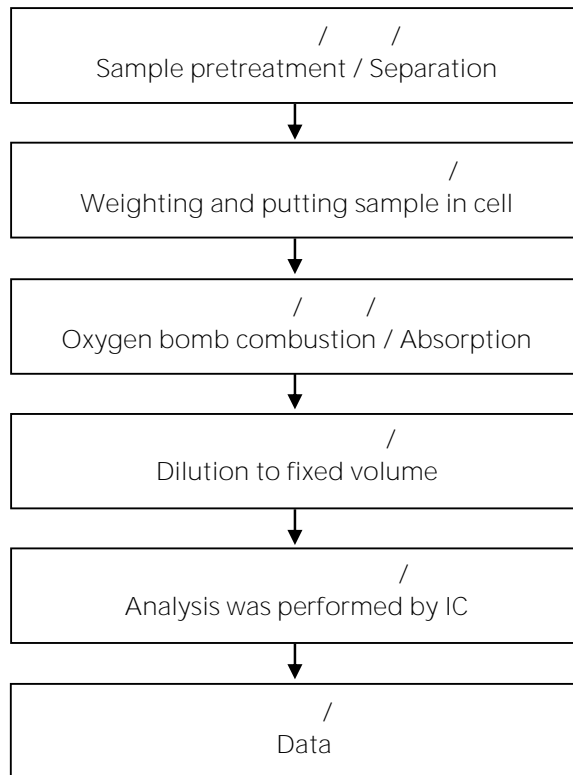 / /
Sample pretreatment / Separation
/
Weighting and putting sample in cell
/ /
Oxygen bomb combustion / Absorption
/
Dilution to fixed volume
/
Analysis was performed by IC
/
Data